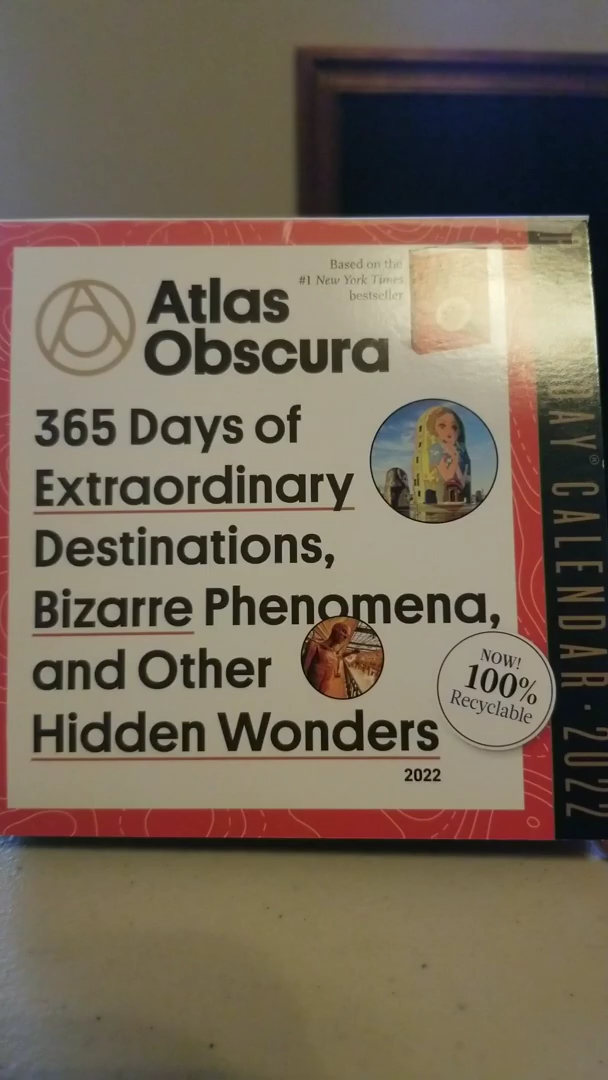 Based on the
#1 New York Times
bestseller
Atlas
Obscura
365 Days of
Extraordinary
Destinations,
Bizarre Phenomena,
and Other
Hidden Wonders
2022
NOW!
100%
Recyclable
DAY® CALENDAR · 2022